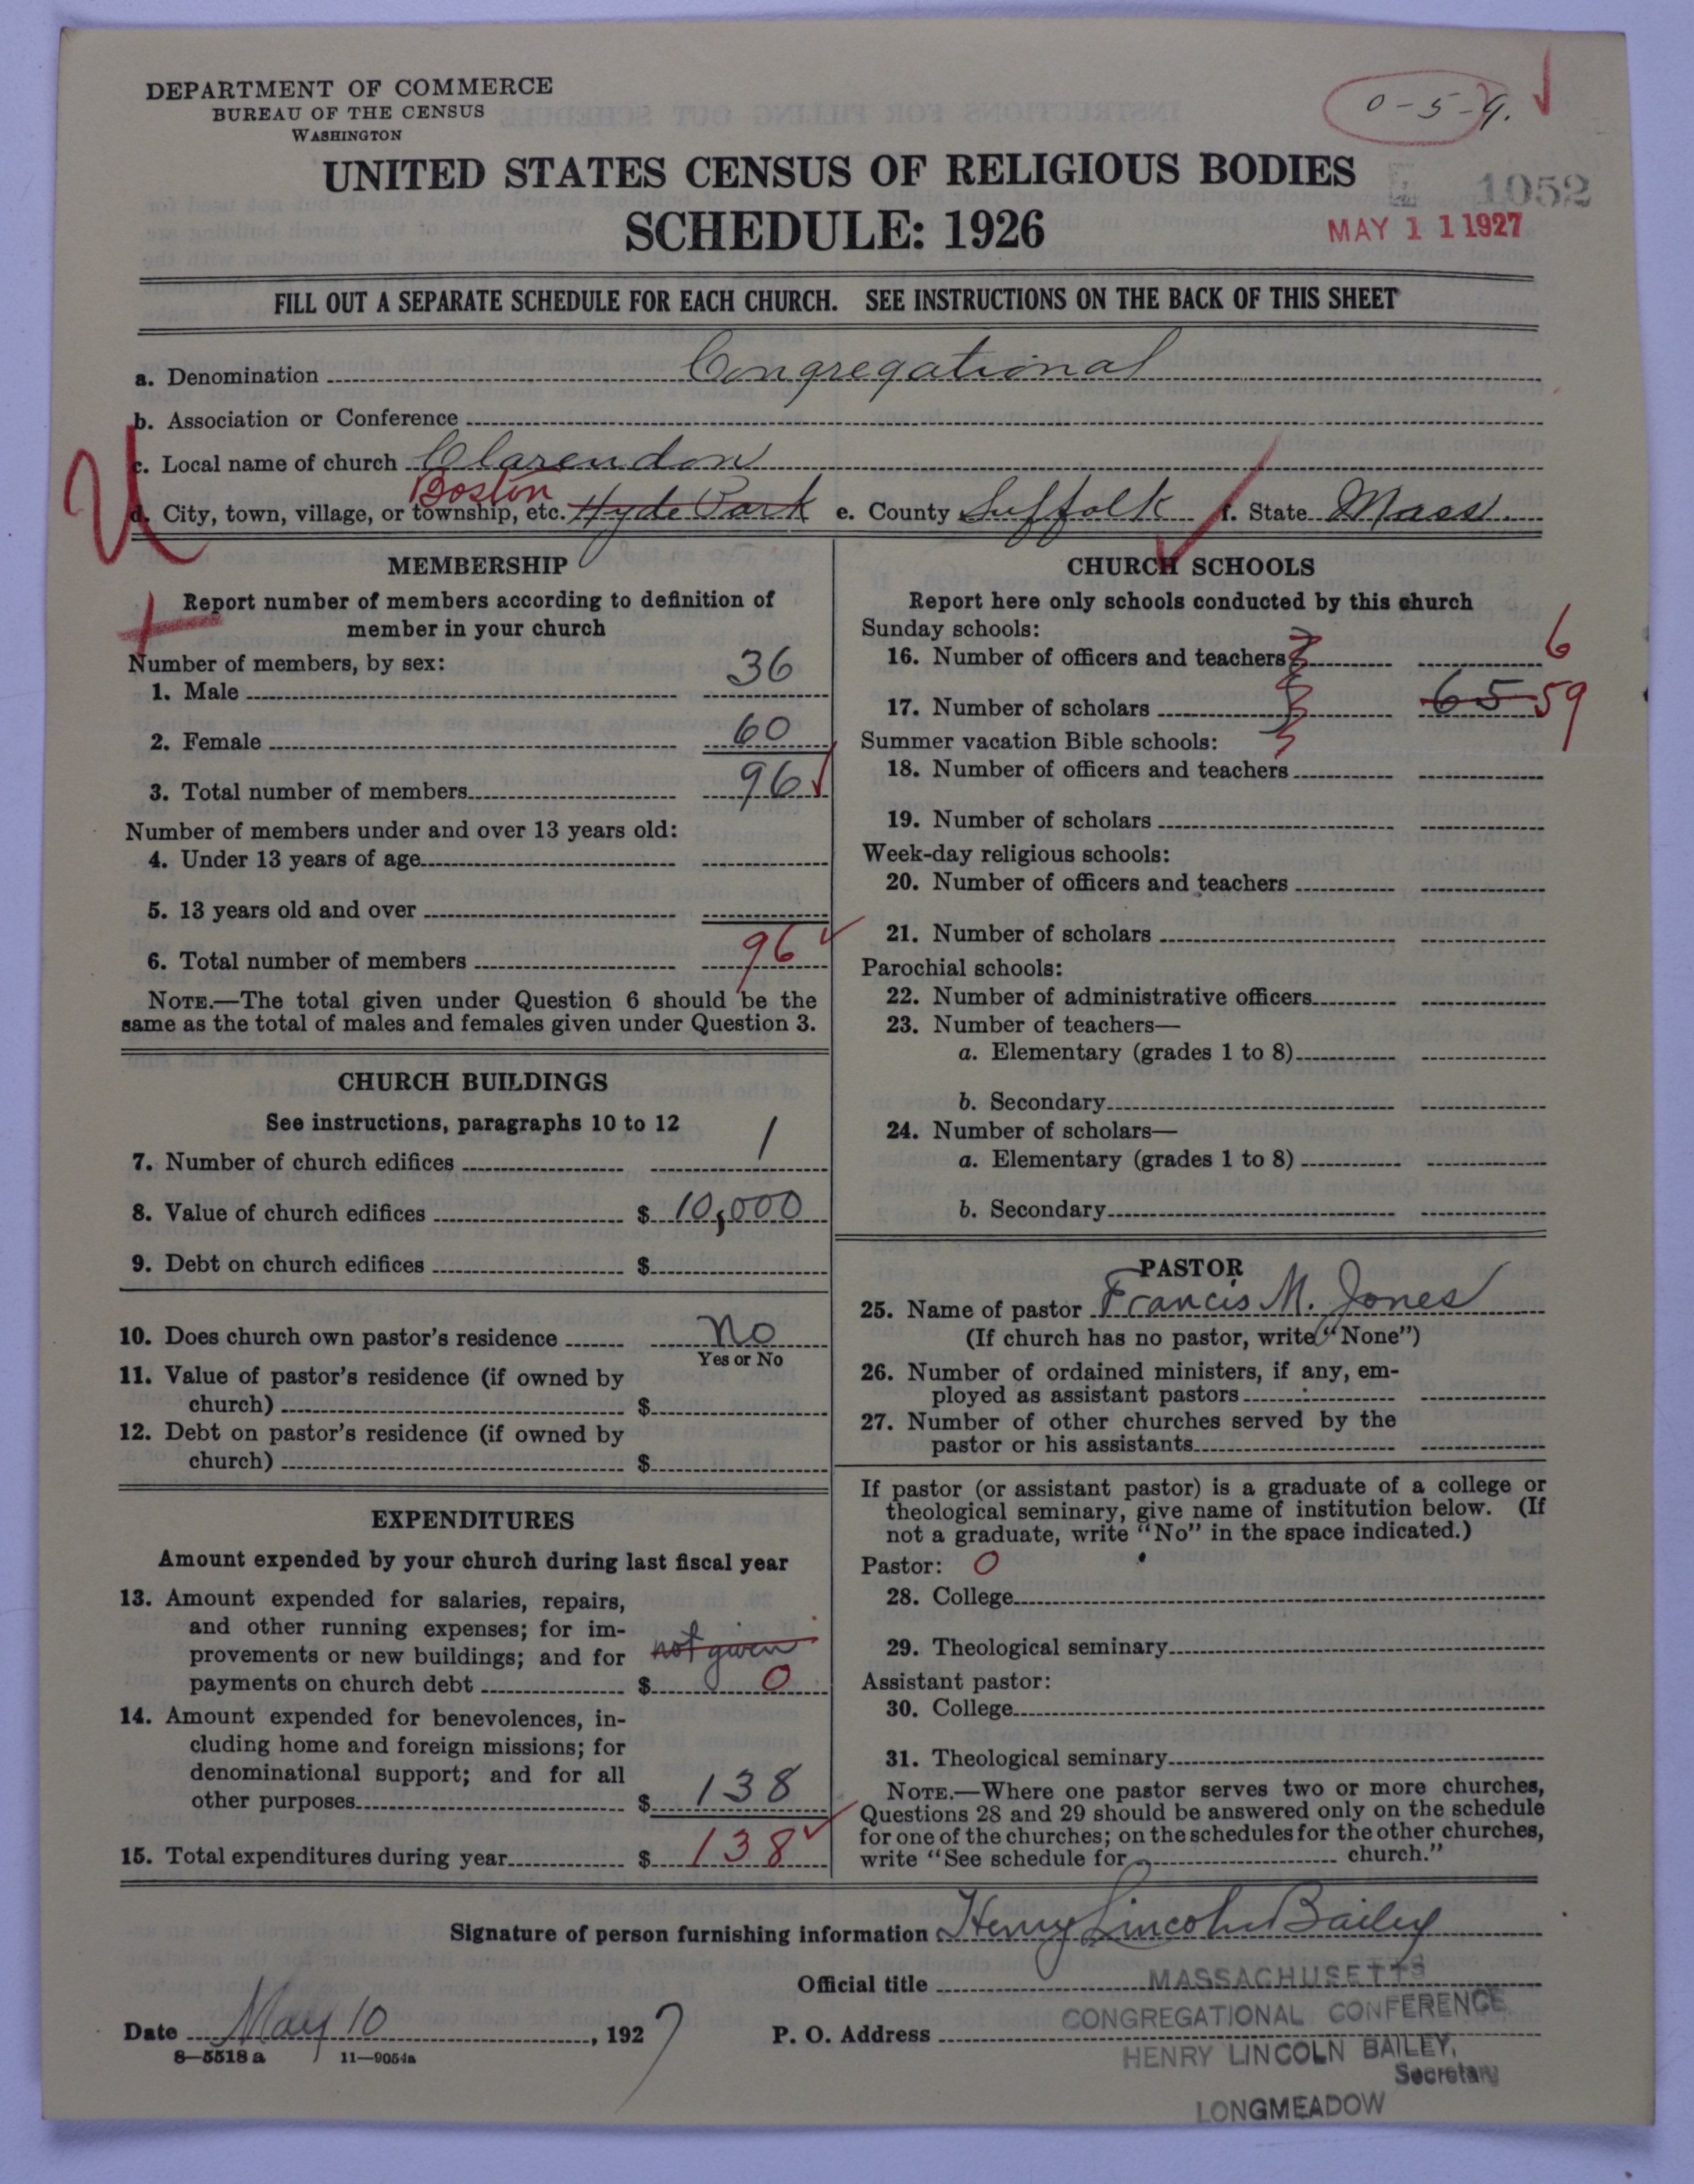 DEPARTMENT OF COMMERCE
BUREAU OF THE CENSUS
WASHINGTON
0-5-9.
UNITED STATES CENSUS OF RELIGIOUS BODIES
SCHEDULE: 1926
1052
MAY 11 1927
FILL OUT A SEPARATE SCHEDULE FOR EACH CHURCH. SEE INSTRUCTIONS ON THE BACK OF THIS SHEET
a. Denomination Congregational
b. Association or Conference
c. Local name of church Clarendon
Boston
d. City, town, village, or township, etc. Hyde Park e. County Suffolk f. State Mass.
MEMBERSHIP
Report number of members according to definition of
member in your church
Number of members, by sex:
1. Male 36
2. Female 60
3. Total number of members 96
Number of members under and over 13 years old:
4. Under 13 years of age
5. 13 years old and over
6. Total number of members 96
NOTE.—The total given under Question 6 should be the
same as the total of males and females given under Question 3.
CHURCH BUILDINGS
See instructions, paragraphs 10 to 12
7. Number of church edifices 1
8. Value of church edifices $ 10,000
9. Debt on church edifices $
10. Does church own pastor's residence No
Yes or No
11. Value of pastor's residence (if owned by
church) $
12. Debt on pastor's residence (if owned by
church) $
EXPENDITURES
Amount expended by your church during last fiscal year
13. Amount expended for salaries, repairs,
and other running expenses; for im-
provements or new buildings; and for not given
payments on church debt $ 0
14. Amount expended for benevolences, in-
cluding home and foreign missions; for
denominational support; and for all
other purposes $ 138
15. Total expenditures during year $ 138
CHURCH SCHOOLS
Report here only schools conducted by this church
Sunday schools:
16. Number of officers and teachers 6
17. Number of scholars 65 59
Summer vacation Bible schools:
18. Number of officers and teachers
19. Number of scholars
Week-day religious schools:
20. Number of officers and teachers
21. Number of scholars
Parochial schools:
22. Number of administrative officers
23. Number of teachers—
a. Elementary (grades 1 to 8)
b. Secondary
24. Number of scholars—
a. Elementary (grades 1 to 8)
b. Secondary
PASTOR
25. Name of pastor Francis M. Jones
(If church has no pastor, write "None")
26. Number of ordained ministers, if any, em-
ployed as assistant pastors
27. Number of other churches served by the
pastor or his assistants
If pastor (or assistant pastor) is a graduate of a college or
theological seminary, give name of institution below. (If
not a graduate, write "No" in the space indicated.)
Pastor: 0
28. College
29. Theological seminary
Assistant pastor:
30. College
31. Theological seminary
NOTE.—Where one pastor serves two or more churches,
Questions 28 and 29 should be answered only on the schedule
for one of the churches; on the schedules for the other churches,
write "See schedule for church."
Signature of person furnishing information Henry Lincoln Bailey
Official title MASSACHUSETTS
CONGREGATIONAL CONFERENCE
Date May 10, 1927 P. O. Address
HENRY LINCOLN BAILEY,
8—5518 a 11—9054a
Secretary
LONGMEADOW